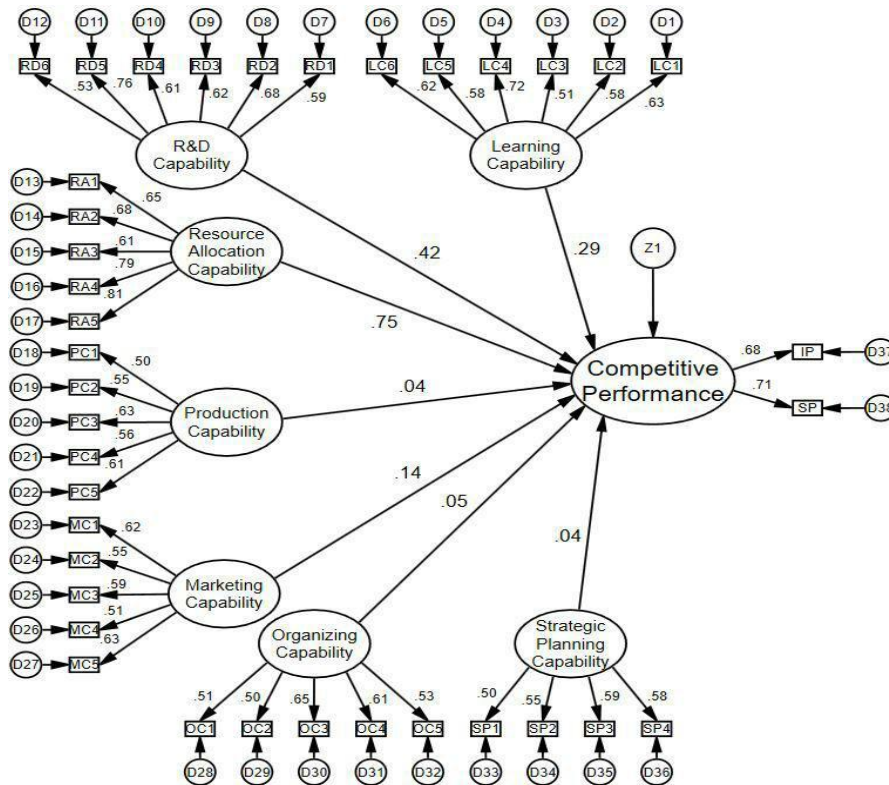 D12 D11 D10 D9 D8 D7 D6 D5 D4 D3 D2 D1
RD6 RD5 RD4 RD3 RD2 RD1 LC6 LC5 LC4 LC3 LC2 LC1
.53 .76 .61 .62 .68 .59 .62 .58 .72 .51 .58 .63
R&D
Capability
Learning
Capabiliry
D13 RA1
.65
D14 RA2
.68
D15 RA3
.61
D16 RA4
.79
D17 RA5
.81
Resource
Allocation
Capability
.42
.29
Z1
.75
D18 PC1
.50
D19 PC2
.55
D20 PC3
.63
D21 PC4
.56
D22 PC5
.61
Production
Capability
.04
Competitive
Performance
.68
IP D37
.71
SP D38
D23 MC1
.62
D24 MC2
.55
D25 MC3
.59
D26 MC4
.51
D27 MC5
.63
Marketing
Capability
.14
.05
.04
Organizing
Capability
Strategic
Planning
Capability
.51 .50 .65 .61 .53 .50 .55 .59 .58
OC1 OC2 OC3 OC4 OC5 SP1 SP2 SP3 SP4
D28 D29 D30 D31 D32 D33 D34 D35 D36